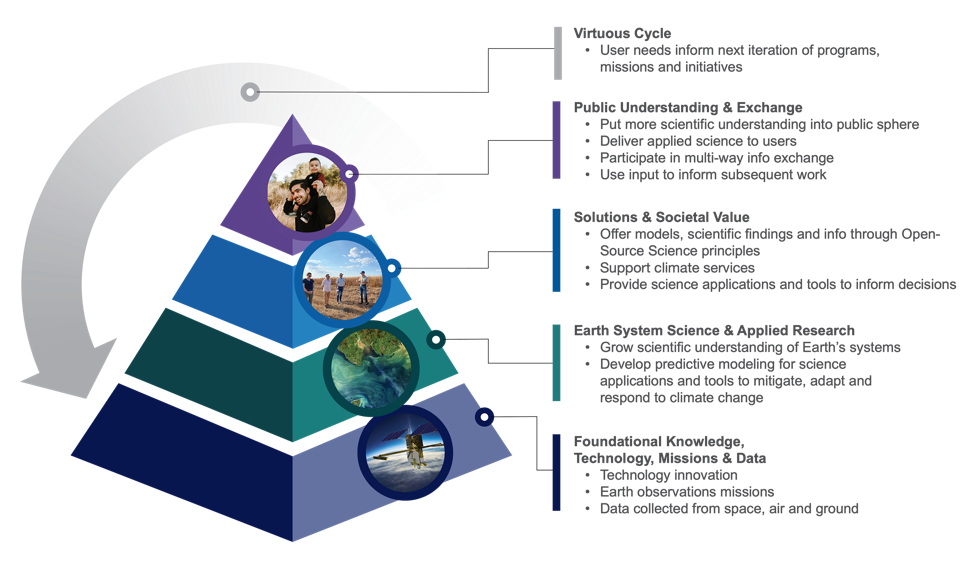 Virtuous Cycle
• User needs inform next iteration of programs,
missions and initiatives
Public Understanding & Exchange
• Put more scientific understanding into public sphere
• Deliver applied science to users
• Participate in multi-way info exchange
• Use input to inform subsequent work
Solutions & Societal Value
• Offer models, scientific findings and info through Open-
Source Science principles
• Support climate services
• Provide science applications and tools to inform decisions
Earth System Science & Applied Research
• Grow scientific understanding of Earth’s systems
• Develop predictive modeling for science
applications and tools to mitigate, adapt and
respond to climate change
Foundational Knowledge,
Technology, Missions & Data
• Technology innovation
• Earth observations missions
• Data collected from space, air and ground